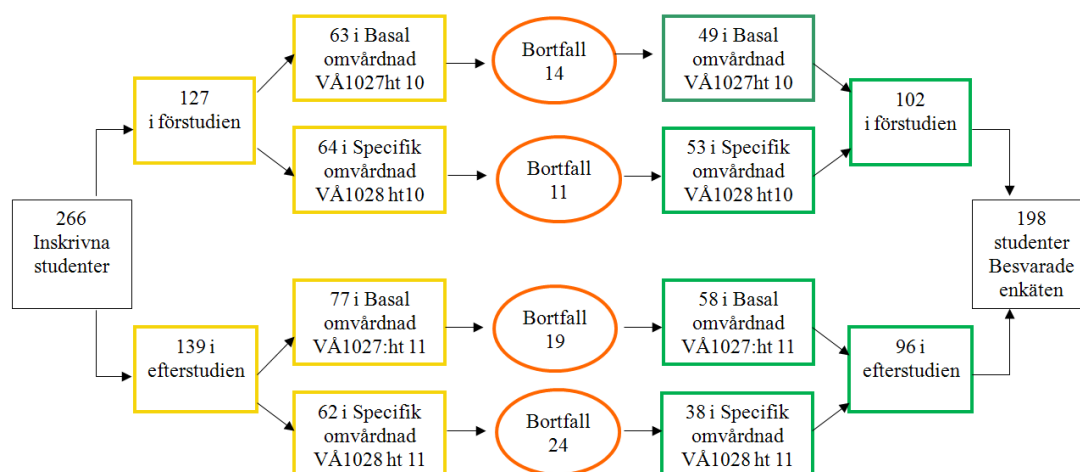 266
Inskrivna
studenter
127
i förstudien
63 i Basal
omvårdnad
VÅ1027ht 10
Bortfall
14
49 i Basal
omvårdnad
VÅ1027ht 10
64 i Specifik
omvårdnad
VÅ1028 ht10
Bortfall
11
53 i Specifik
omvårdnad
VÅ1028 ht10
102
i förstudien
139 i
efterstudien
77 i Basal
omvårdnad
VÅ1027:ht 11
Bortfall
19
58 i Basal
omvårdnad
VÅ1027:ht 11
62 i Specifik
omvårdnad
VÅ1028 ht 11
Bortfall
24
38 i Specifik
omvårdnad
VÅ1028 ht 11
96 i
efterstudien
198
studenter
Besvarade
enkäten